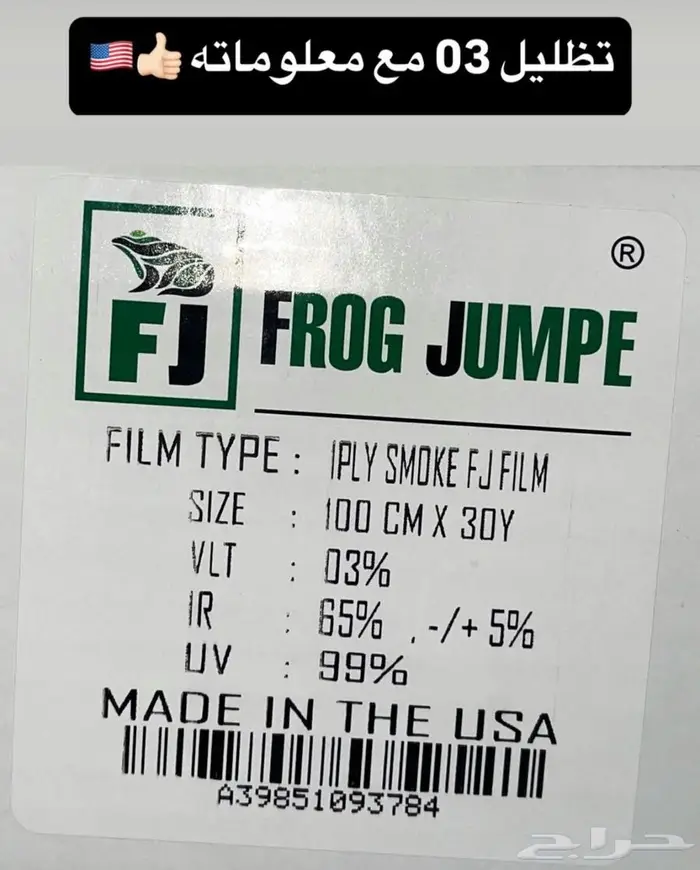 تظليل 03 مع معلوماته 👍🏻🇺🇸
®
FJ
FROG JUMPE
FILM TYPE : 1PLY SMOKE FJ FILM
SIZE : 100 CM X 30Y
VLT : 03%
IR : 65% , -/+ 5%
UV : 99%
MADE IN THE USA
A39851093784
حراج